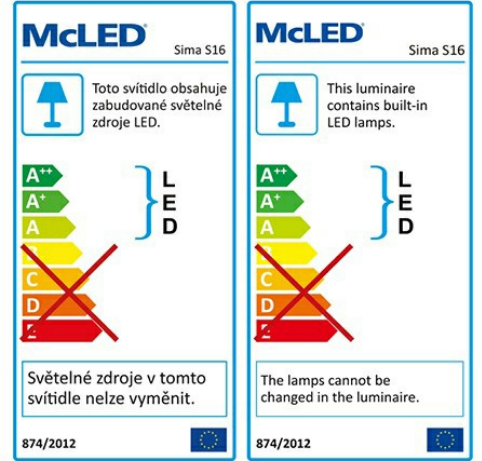 McLED
Sima S16
Toto svítidlo obsahuje
zabudované světelné
zdroje LED.
A++
A+
A
B
C
D
E
L
E
D
Světelné zdroje v tomto
svítidle nelze vyměnit.
874/2012
McLED
Sima S16
This luminaire
contains built-in
LED lamps.
A++
A+
A
B
C
D
E
L
E
D
The lamps cannot be
changed in the luminaire.
874/2012